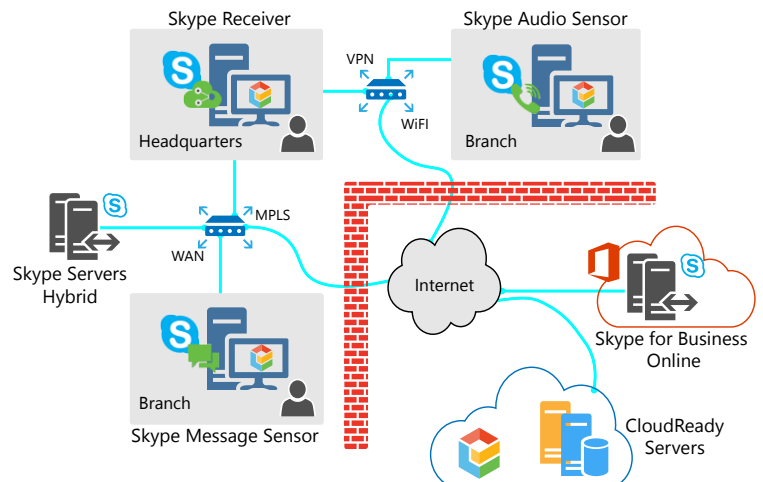 Skype Receiver
Skype Audio Sensor
VPN
S
S
WiFI
Headquarters
Branch
S
MPLS
WAN
Skype Servers
Hybrid
Internet
S
S
Skype for Business
Online
Branch
Skype Message Sensor
CloudReady
Servers